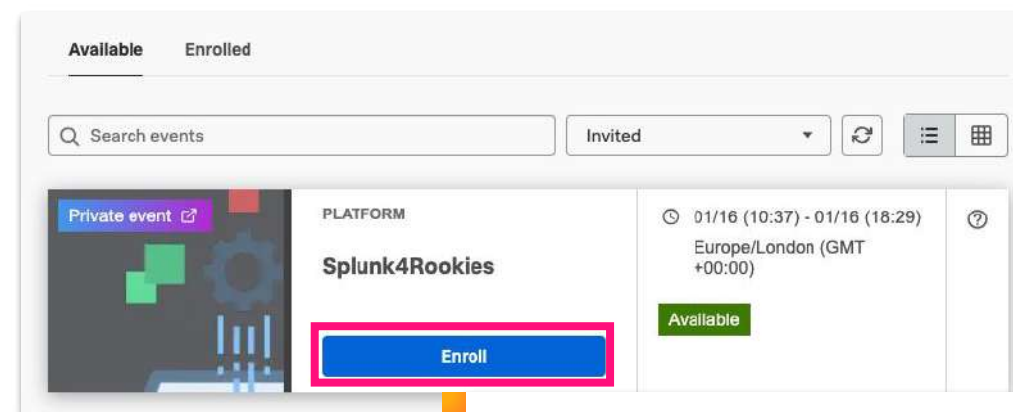 Available Enrolled
Search events Invited
Private event
PLATFORM
Splunk4Rookies
Enroll
01/16 (10:37) - 01/16 (18:29)
Europe/London (GMT
+00:00)
Available